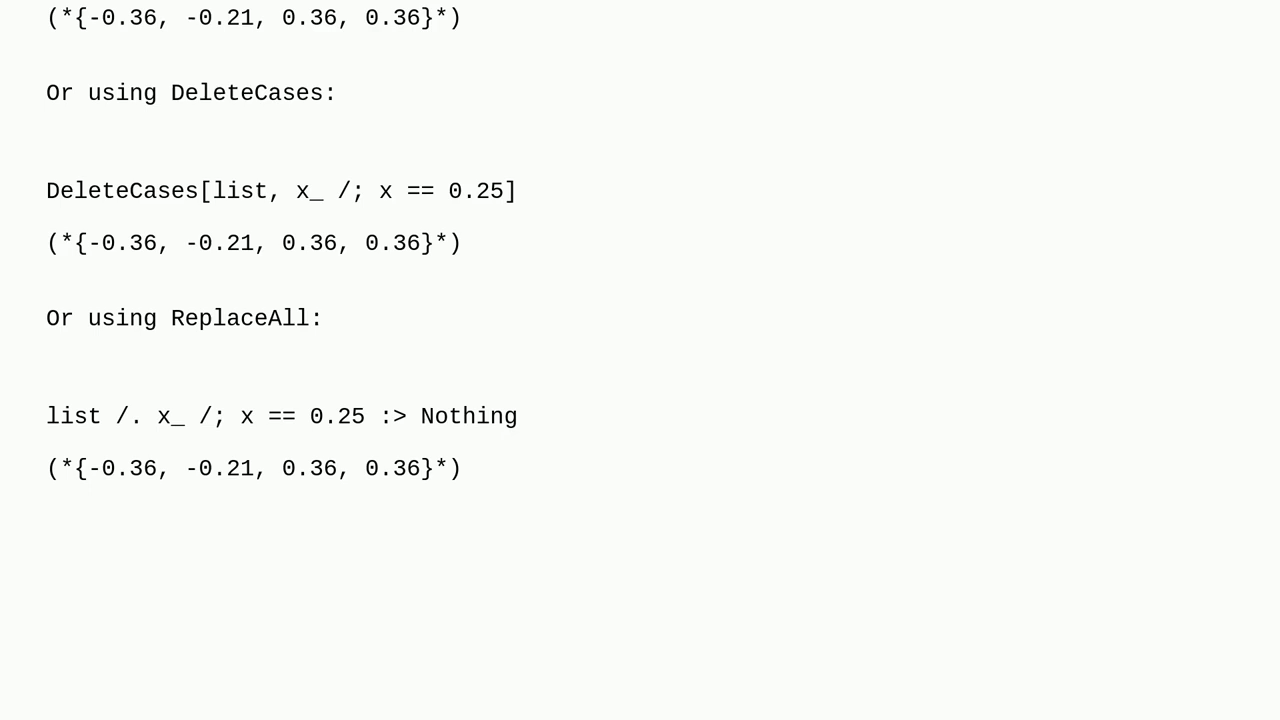 (*{-0.36, -0.21, 0.36, 0.36}*)
Or using DeleteCases:
DeleteCases[list, x_ /; x == 0.25]
(*{-0.36, -0.21, 0.36, 0.36}*)
Or using ReplaceAll:
list /. x_ /; x == 0.25 :> Nothing
(*{-0.36, -0.21, 0.36, 0.36}*)